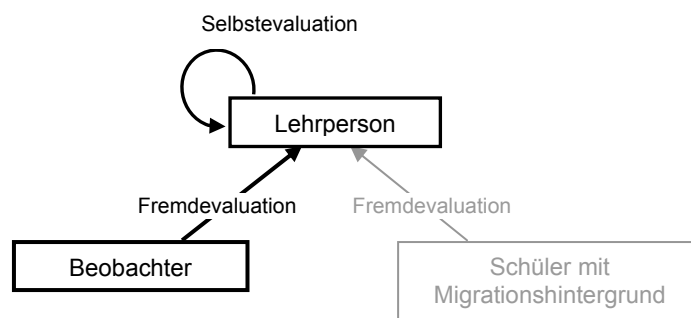 Selbstevaluation
Lehrperson
Fremdevaluation
Fremdevaluation
Beobachter
Schüler mit
Migrationshintergrund